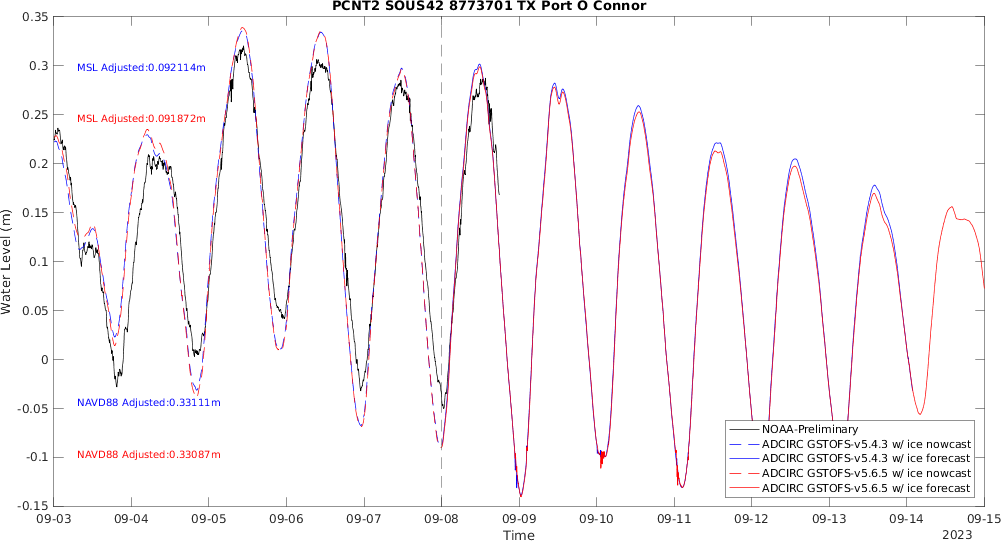 PCNT2 SOUS42 8773701 TX Port O Connor
0.35
0.3
0.25
0.2
0.15
0.1
0.05
0
-0.05
-0.1
-0.15
Water Level (m)
MSL Adjusted:0.092114m
MSL Adjusted:0.091872m
NAVD88 Adjusted:0.33111m
NAVD88 Adjusted:0.33087m
NOAA-Preliminary
ADCIRC GSTOFS-v5.4.3 w/ ice nowcast
ADCIRC GSTOFS-v5.4.3 w/ ice forecast
ADCIRC GSTOFS-v5.6.5 w/ ice nowcast
ADCIRC GSTOFS-v5.6.5 w/ ice forecast
09-03 09-04 09-05 09-06 09-07 09-08 09-09 09-10 09-11 09-12 09-13 09-14 09-15
Time
2023